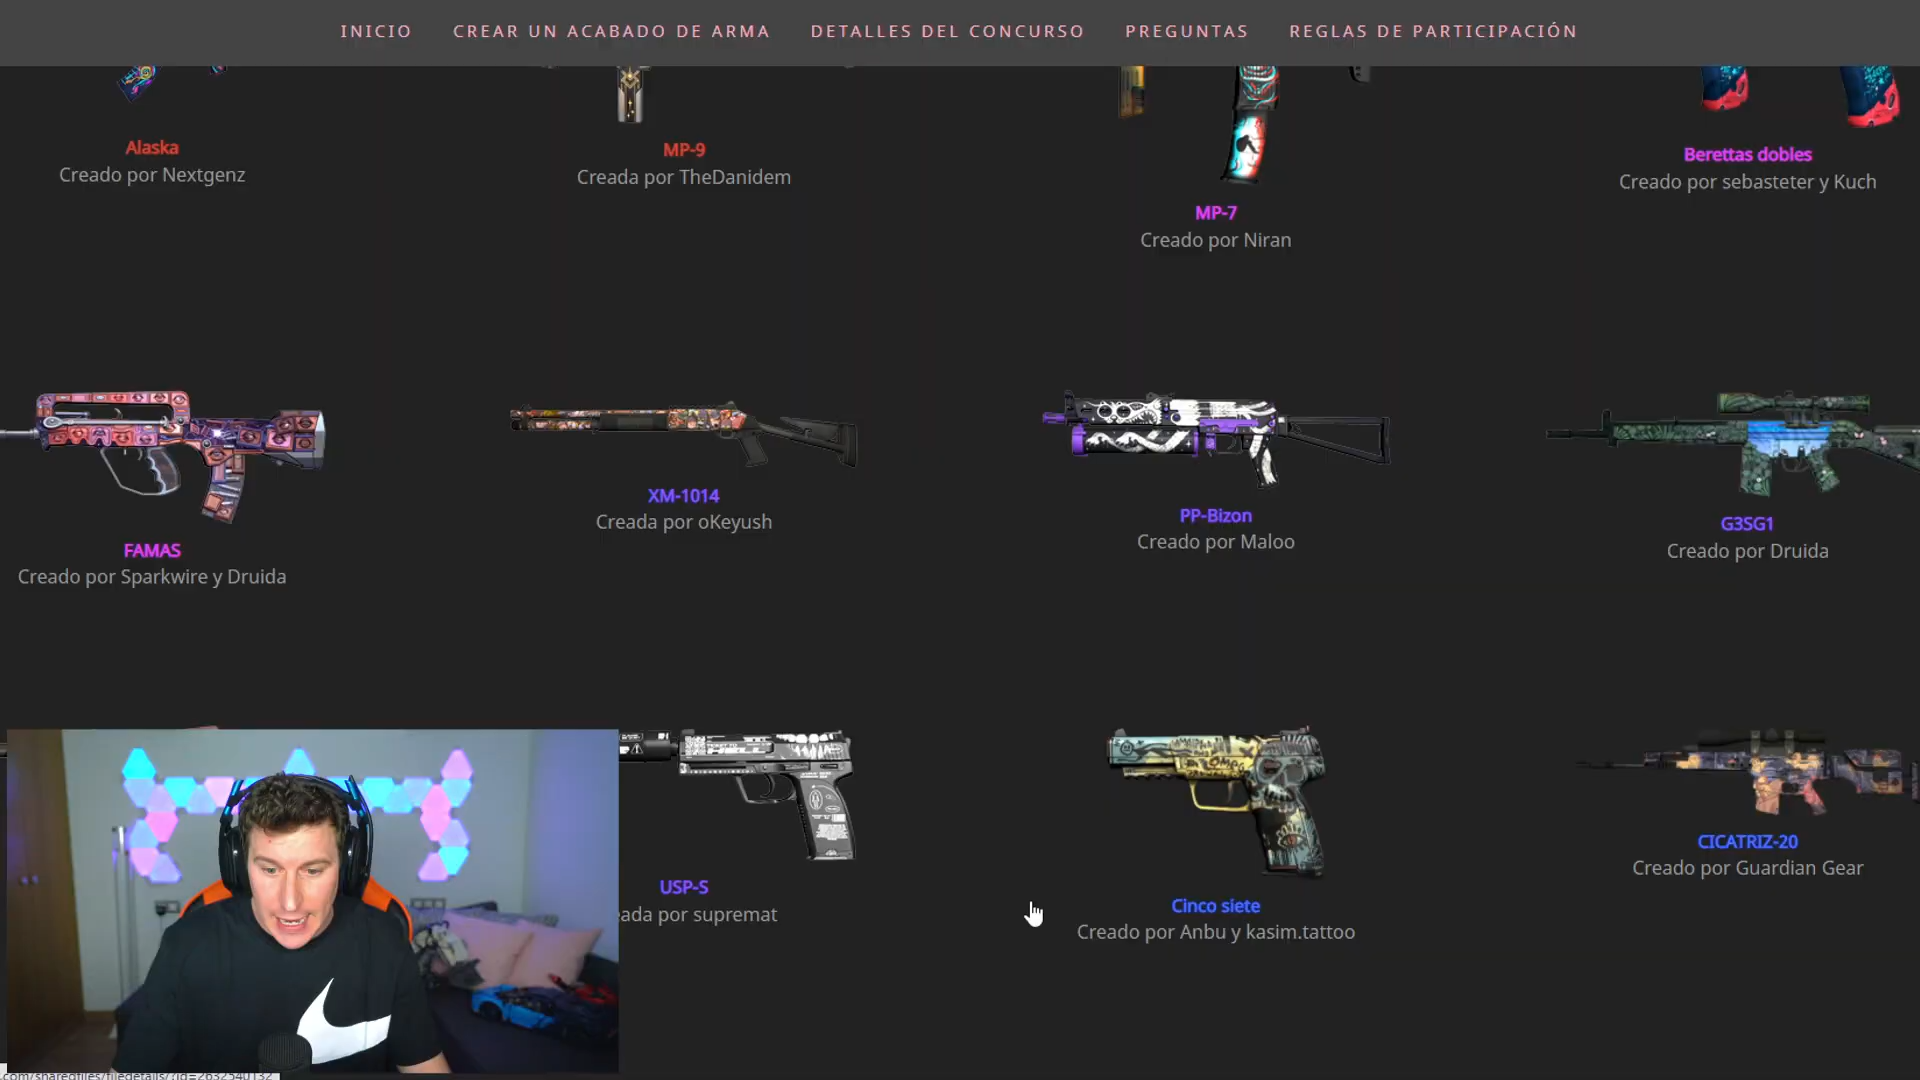 INICIO CREAR UN ACABADO DE ARMA DETALLES DEL CONCURSO PREGUNTAS REGLAS DE PARTICIPACIÓN
Alaska
Creado por Nextgenz
MP-9
Creada por TheDanidem
MP-7
Creado por Niran
Berettas dobles
Creado por sebasteter y Kuch
FAMAS
Creado por Sparkwire y Druida
XM-1014
Creada por oKeyush
PP-Bizon
Creado por Maloo
G3SG1
Creado por Druida
USP-S
eada por supremat
Cinco siete
Creado por Anbu y kasim.tattoo
CICATRIZ-20
Creado por Guardian Gear